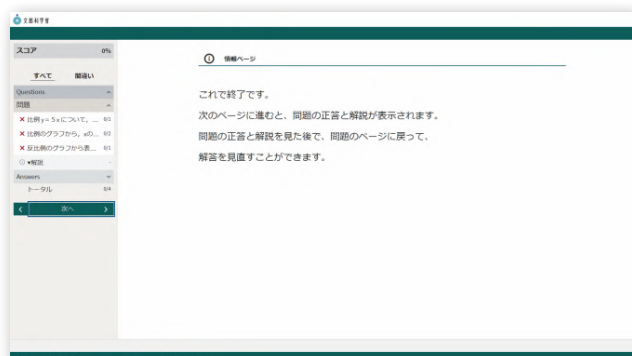 文部科学省
スコア 0%
すべて 間違い
Questions
問題
× 比例 y = 5xについて，... 0/1
× 比例のグラフから，xの... 0/2
× 反比例のグラフから表... 0/1
▾解説 -
Answers
トータル 0/4
< 次へ >
情報ページ
これで終了です。
次のページに進むと、問題の正答と解説が表示されます。
問題の正答と解説を見た後で、問題のページに戻って、
解答を見直すことができます。